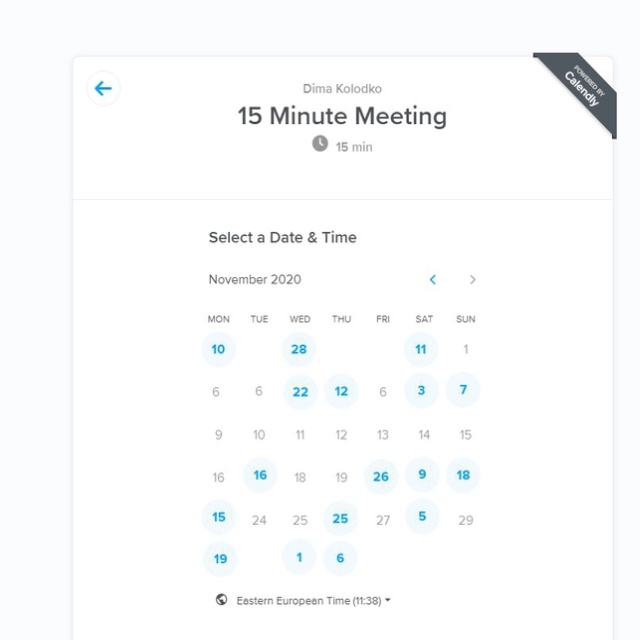 POWERED BY
Calendly
Dima Kolodko
15 Minute Meeting
15 min
Select a Date & Time
November 2020
MON TUE WED THU FRI SAT SUN
10 28 11 1
6 6 22 12 6 3 7
9 10 11 12 13 14 15
16 16 18 19 26 9 18
15 24 25 25 27 5 29
19 1 6
Eastern European Time (11:38)